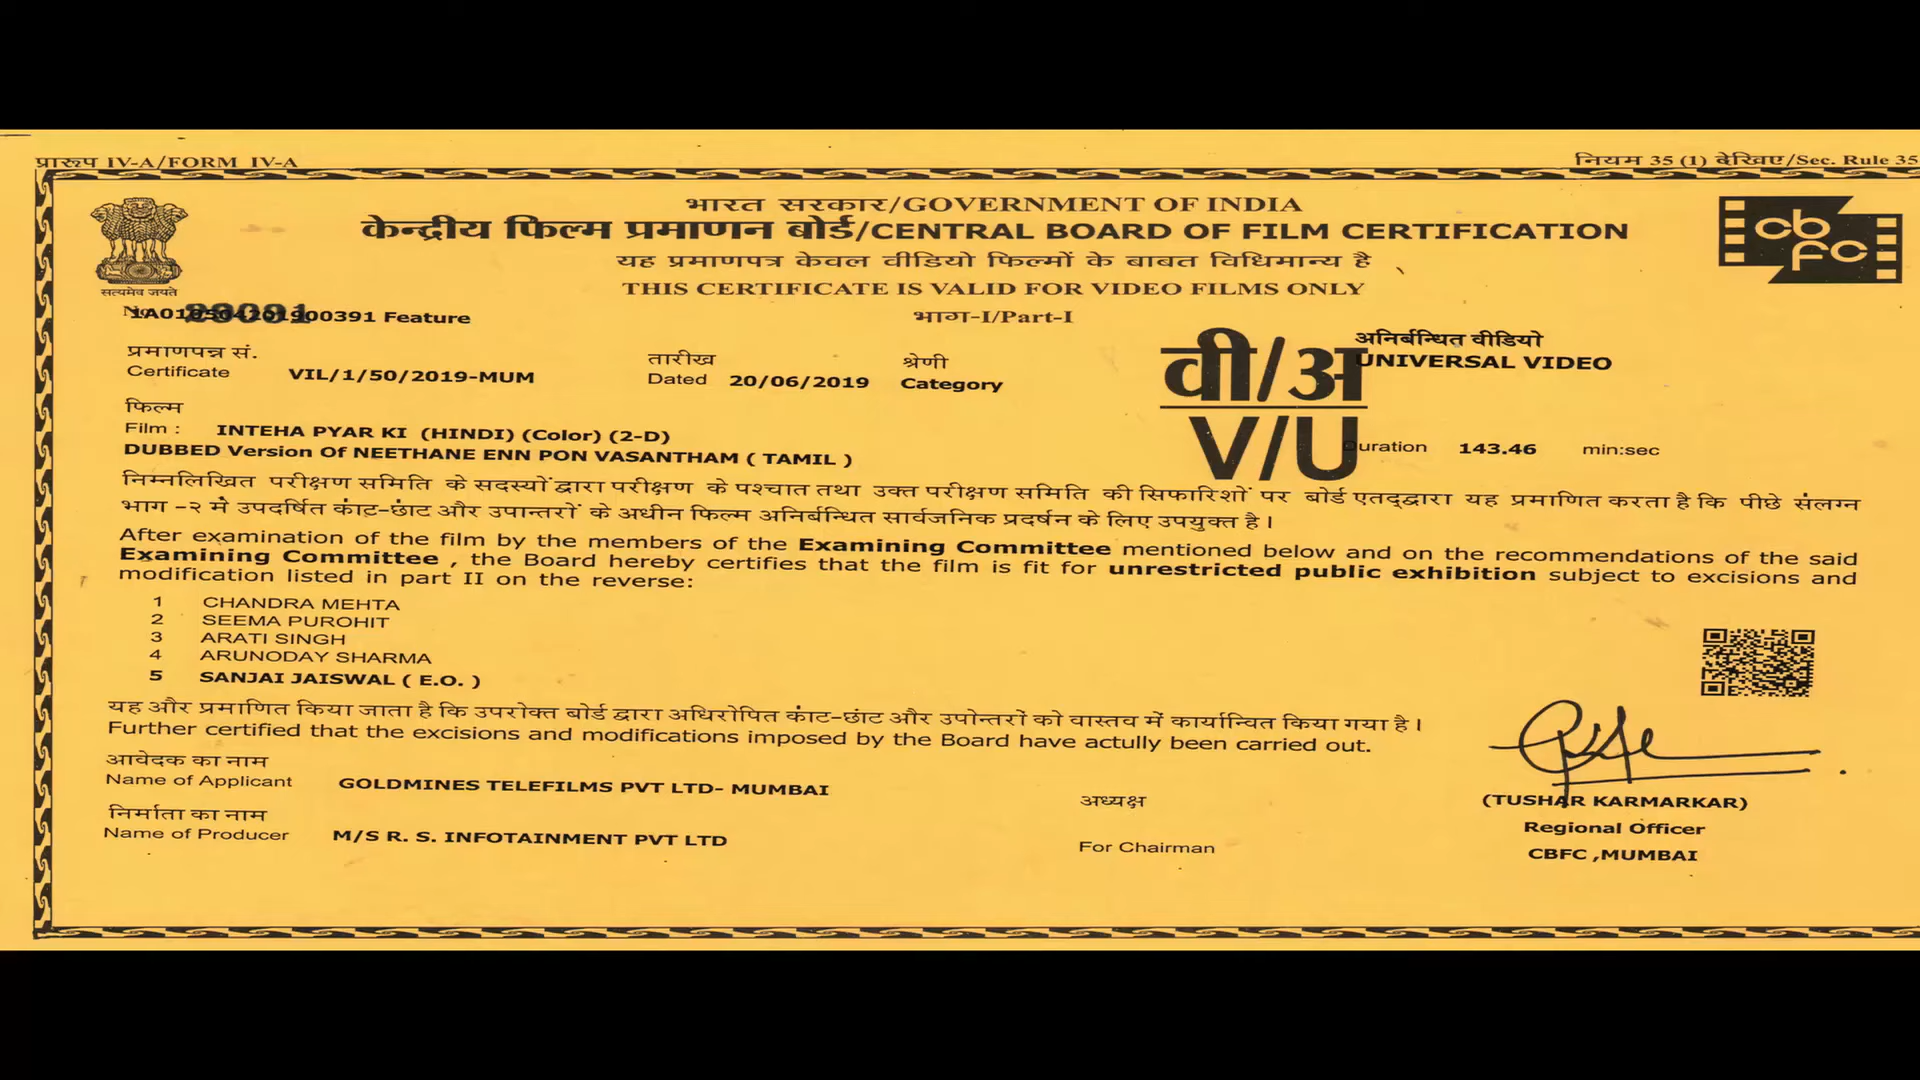 प्रारूप IV-A/FORM IV-A
नियम 35 (1) देखिए/Sec. Rule 35
भारत सरकार/GOVERNMENT OF INDIA
केन्द्रीय फिल्म प्रमाणन बोर्ड/CENTRAL BOARD OF FILM CERTIFICATION
cb
fc
यह प्रमाणपत्र केवल वीडियो फिल्मों के बाबत विधिमान्य है
THIS CERTIFICATE IS VALID FOR VIDEO FILMS ONLY
सत्यमेव जयते
Feature
भाग-I/Part-I
वी/अ
V/U
अनिर्बन्धित वीडियो
UNIVERSAL VIDEO
प्रमाणपत्र सं.
Certificate VIL/1/50/2019-MUM
तारीख
Dated 20/06/2019
श्रेणी
Category
फिल्म
Film : INTEHA PYAR KI (HINDI) (Color) (2-D)
Duration 143.46 min:sec
DUBBED Version Of NEETHANE ENN PON VASANTHAM ( TAMIL )
निम्नलिखित परीक्षण समिति के सदस्यों द्वारा परीक्षण के पश्चात तथा उक्त परीक्षण समिति की सिफारिशों पर बोर्ड एतद्द्वारा यह प्रमाणित करता है कि पीछे संलग्न
भाग -२ में उपदर्षित कांट-छांट और उपान्तरों के अधीन फिल्म अनिर्बन्धित सार्वजनिक प्रदर्षन के लिए उपयुक्त है।
After examination of the film by the members of the Examining Committee mentioned below and on the recommendations of the said
Examining Committee , the Board hereby certifies that the film is fit for unrestricted public exhibition subject to excisions and
modification listed in part II on the reverse:
1 CHANDRA MEHTA
2 SEEMA PUROHIT
3 ARATI SINGH
4 ARUNODAY SHARMA
5 SANJAI JAISWAL ( E.O. )
यह और प्रमाणित किया जाता है कि उपरोक्त बोर्ड द्वारा अधिरोपित कांट-छांट और उपोन्तरों को वास्तव में कार्यान्वित किया गया है।
Further certified that the excisions and modifications imposed by the Board have actully been carried out.
आवेदक का नाम
Name of Applicant GOLDMINES TELEFILMS PVT LTD- MUMBAI
निर्माता का नाम
Name of Producer M/S R. S. INFOTAINMENT PVT LTD
अध्यक्ष
For Chairman
(TUSHAR KARMARKAR)
Regional Officer
CBFC ,MUMBAI